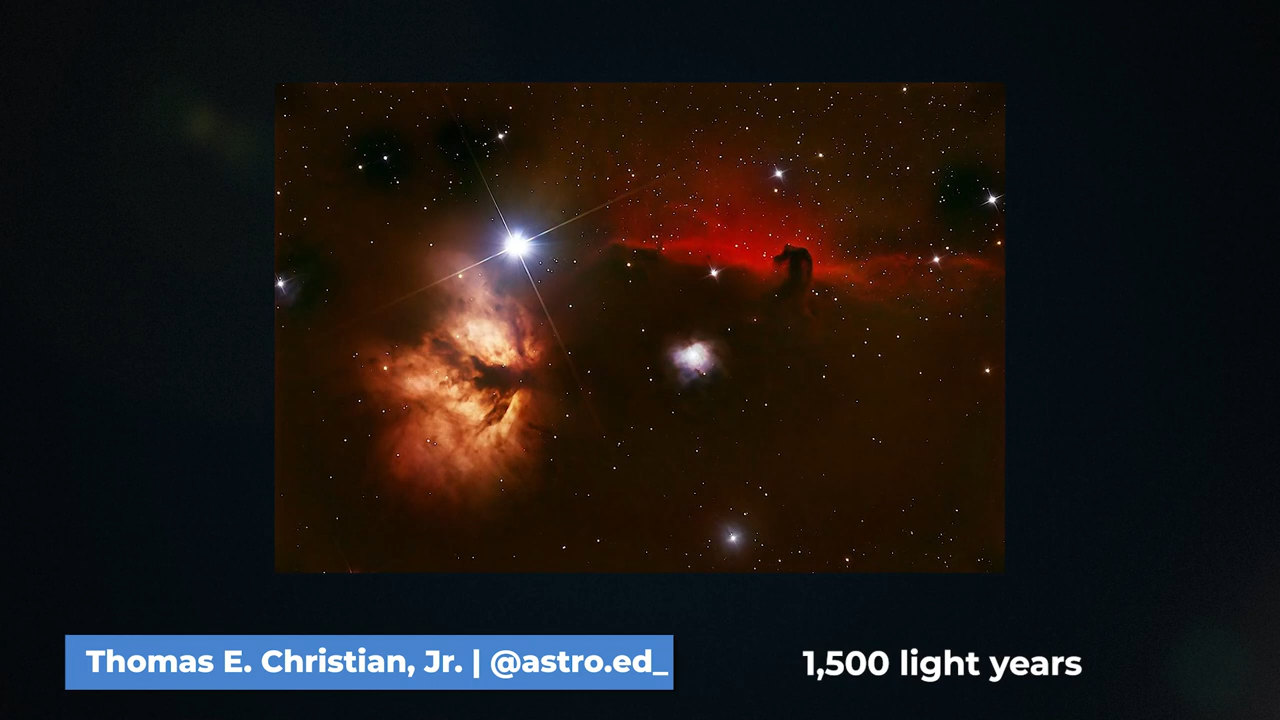 Thomas E. Christian, Jr. | @astro.ed_
1,500 light years